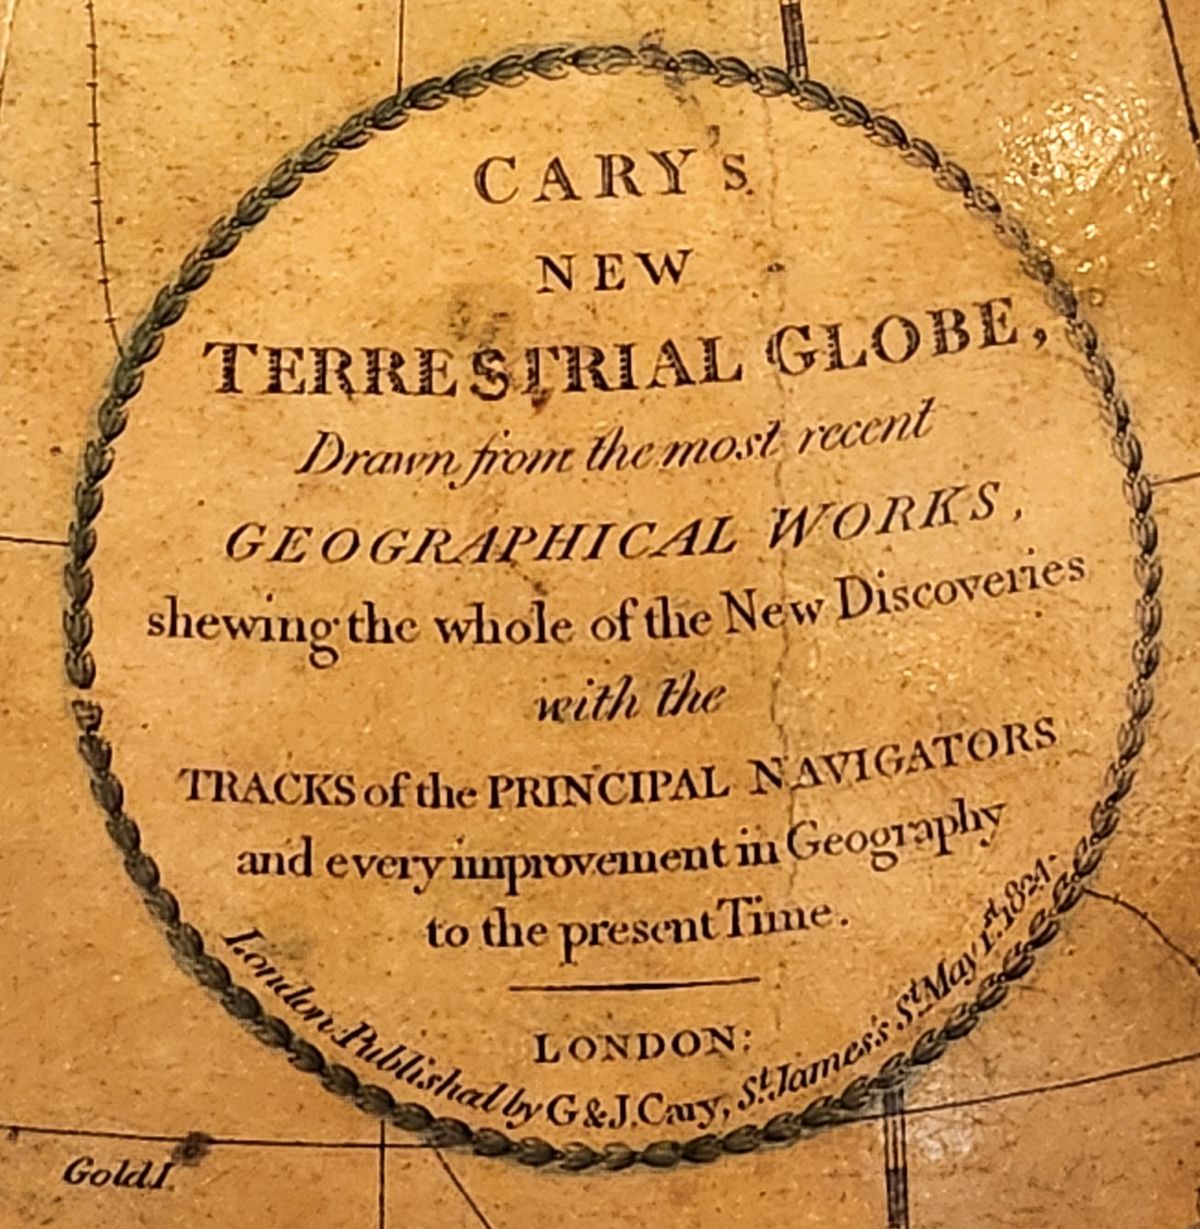 CARY's
NEW
TERRESTRIAL GLOBE,
Drawn from the most recent
GEOGRAPHICAL WORKS,
shewing the whole of the New Discoveries
with the
TRACKS of the PRINCIPAL NAVIGATORS
and every improvement in Geography
to the present Time.
LONDON:
London Published by G & J. Cary, St. James's St. May 1st. 1824.
Gold I.